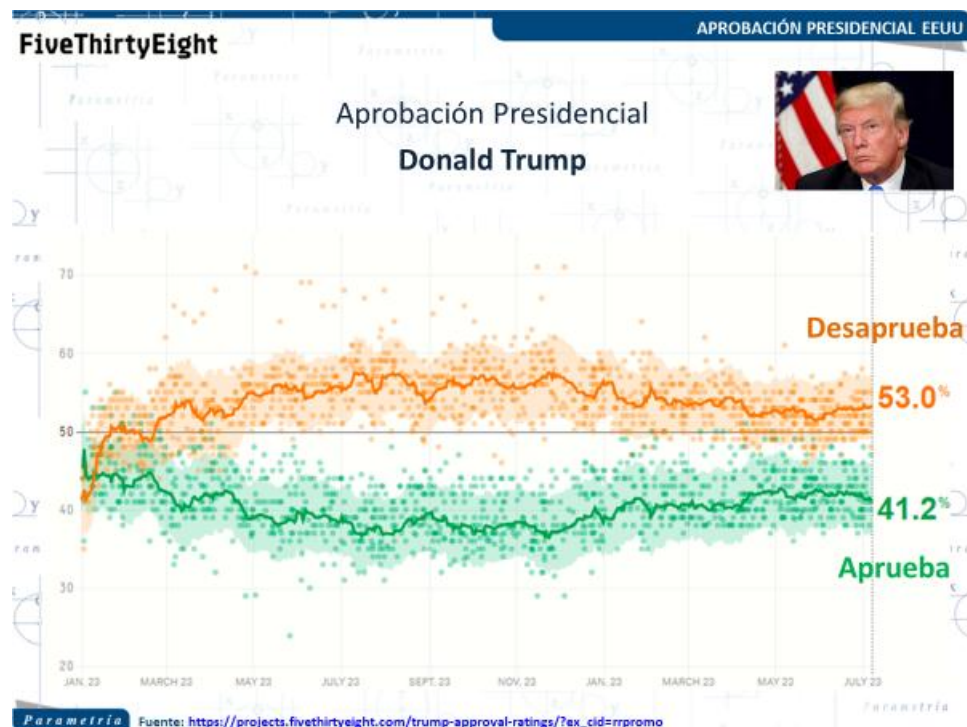 APROBACIÓN PRESIDENCIAL EEUU
FiveThirtyEight
Aprobación Presidencial
Donald Trump
70
60
50
40
30
20
Desaprueba
53.0%
41.2%
Aprueba
JAN. 23
MARCH 23
MAY 23
JULY 23
SEPT. 23
NOV. 23
JAN. 23
MARCH 23
MAY 23
JULY 23
Parametría
Fuente: https://projects.fivethirtyeight.com/trump-approval-ratings/?ex_cid=rrpromo